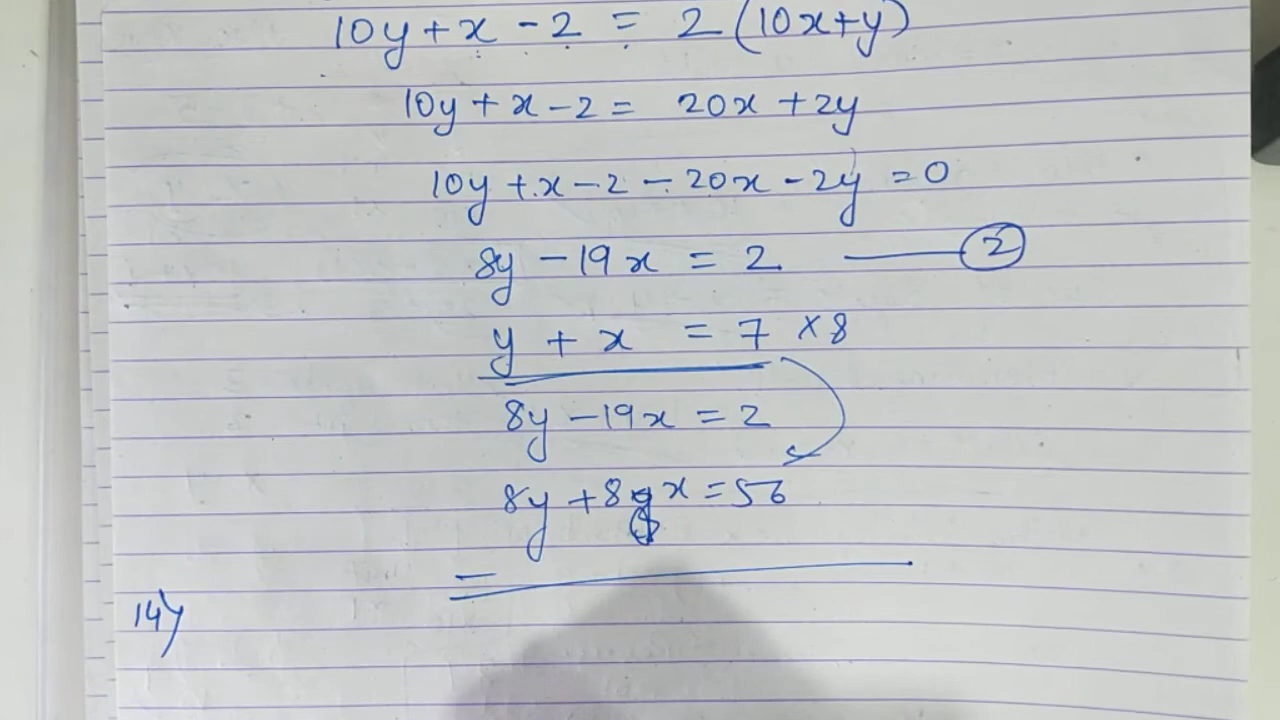 10y + x - 2 = 2 (10x+y)
10y + x - 2 = 20x + 2y
10y + x - 2 - 20x - 2y = 0
8y - 19x = 2 —— 2
y + x = 7 × 8
8y - 19x = 2
8y + 8x = 56
14)